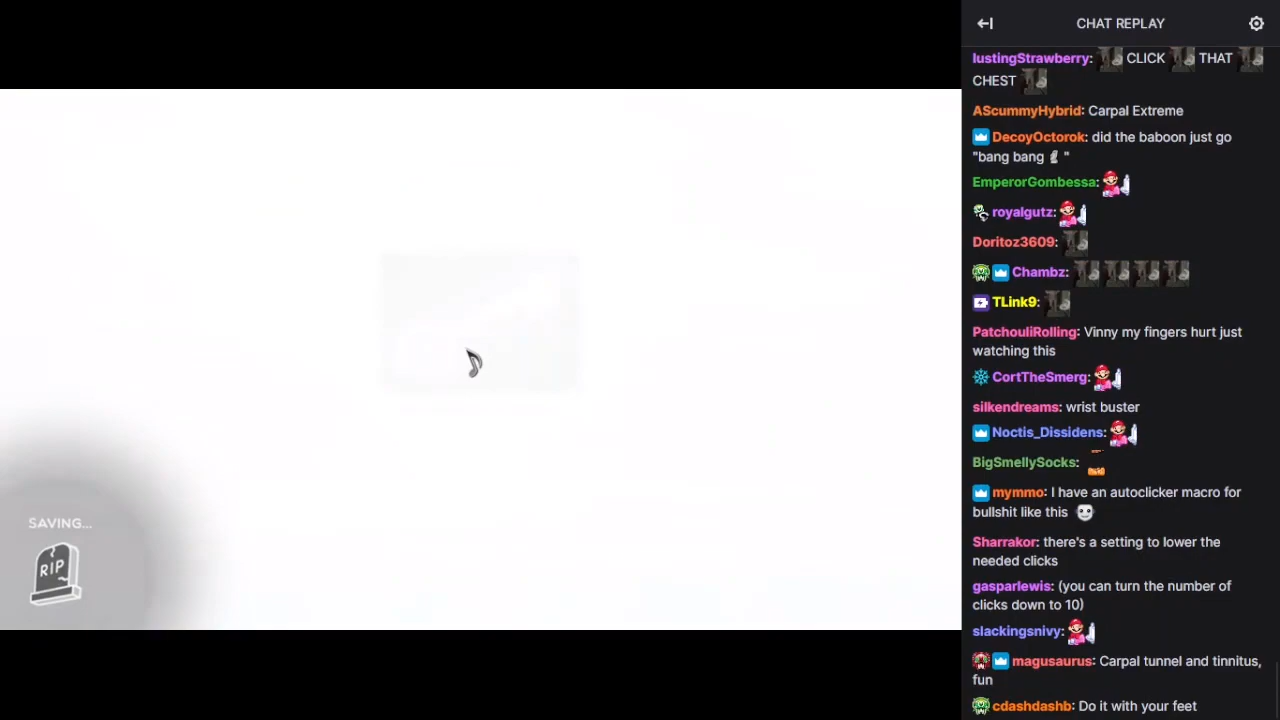 CHAT REPLAY
lustingStrawberry: CLICK THAT
CHEST
AScummyHybrid: Carpal Extreme
DecoyOctorok: did the baboon just go
"bang bang "
EmperorGombessa:
royalgutz:
Doritoz3609:
Chambz:
TLink9:
PatchouliRolling: Vinny my fingers hurt just
watching this
CortTheSmerg:
silkendreams: wrist buster
Noctis_Dissidens:
BigSmellySocks:
mymmo: I have an autoclicker macro for
bullshit like this
Sharrakor: there's a setting to lower the
needed clicks
gasparlewis: (you can turn the number of
clicks down to 10)
slackingsnivy:
magusaurus: Carpal tunnel and tinnitus,
fun
cdashdashb: Do it with your feet
SAVING...
RIP